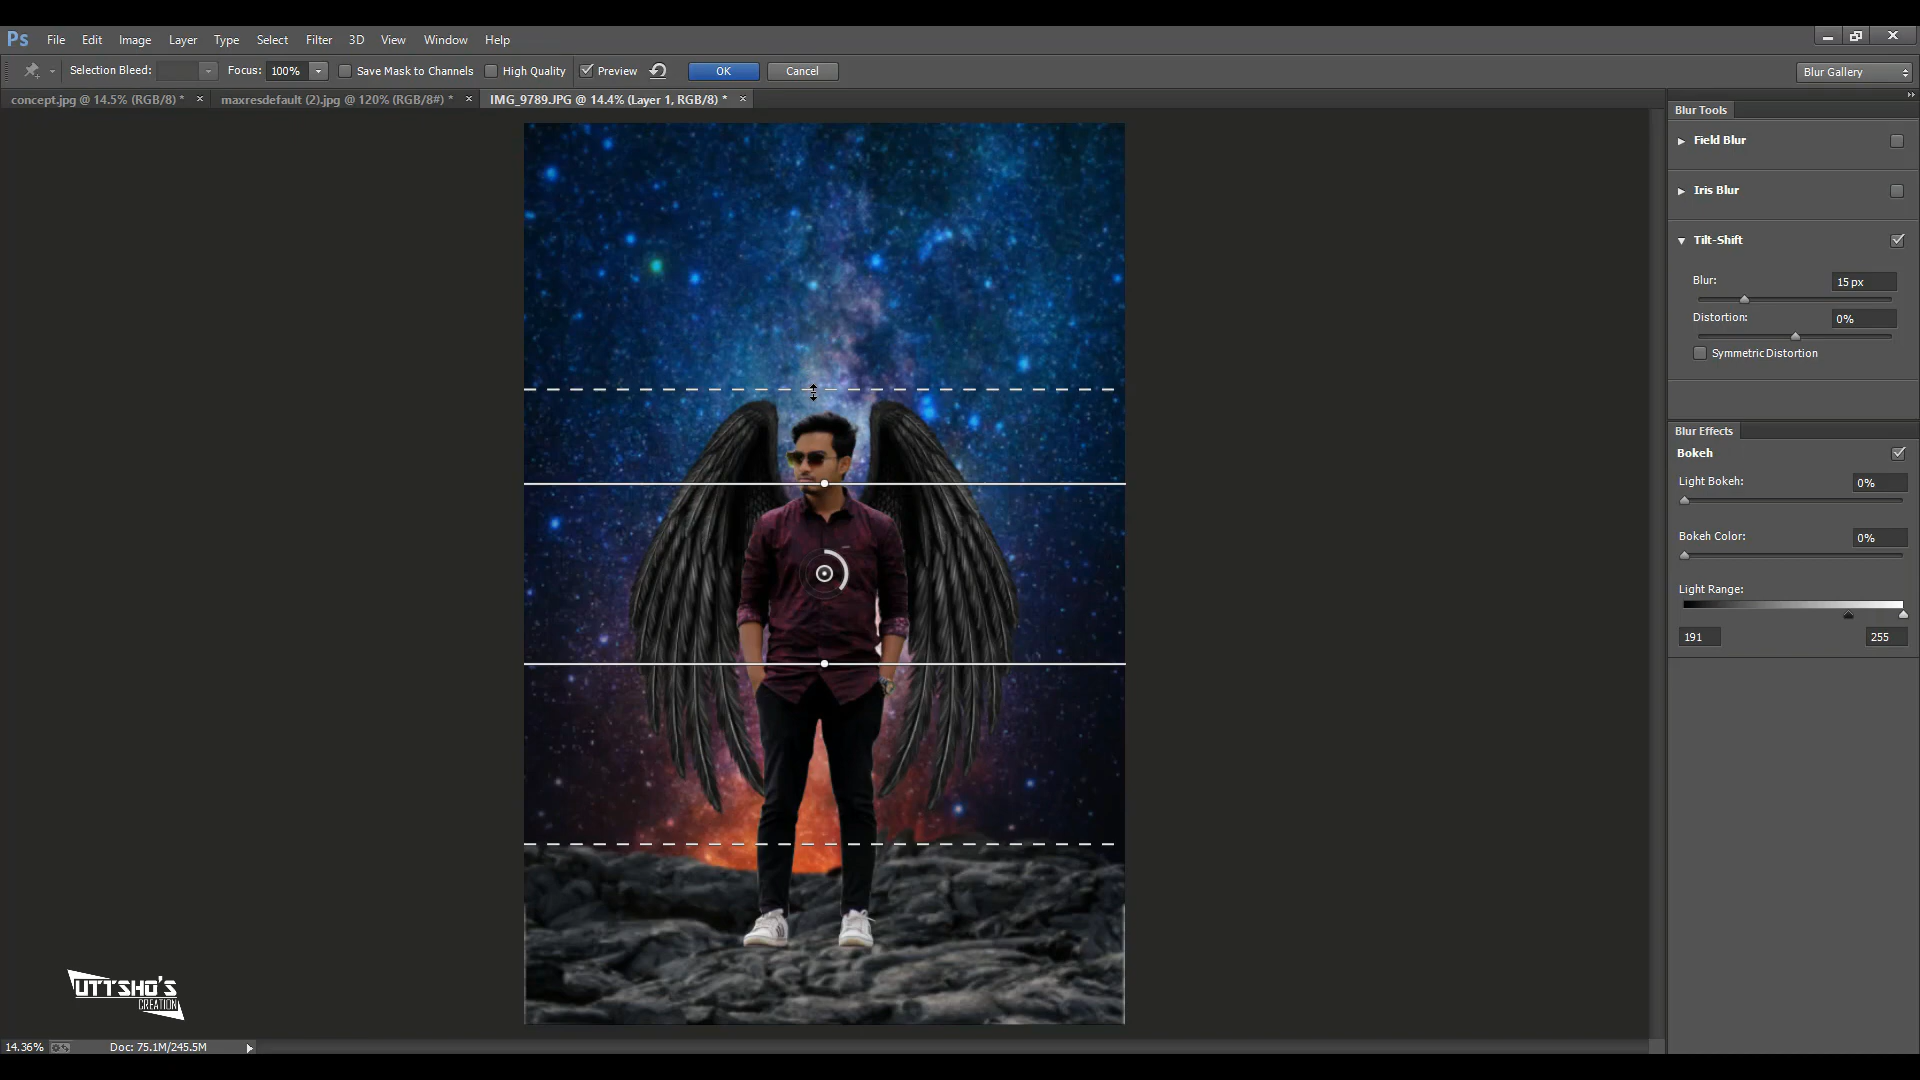 Ps File Edit Image Layer Type Select Filter 3D View Window Help
Selection Bleed: Focus: 100% Save Mask to Channels High Quality Preview OK Cancel Blur Gallery
concept.jpg @ 14.5% (RGB/8) * × maxresdefault (2).jpg @ 120% (RGB/8#) * × IMG_9789.JPG @ 14.4% (Layer 1, RGB/8) * ×
Blur Tools
Field Blur
Iris Blur
Tilt-Shift
Blur: 15 px
Distortion: 0%
Symmetric Distortion
Blur Effects
Bokeh
Light Bokeh: 0%
Bokeh Color: 0%
Light Range:
191 255
UTTSHO'S
CREATION
14.36% Doc: 75.1M/245.5M